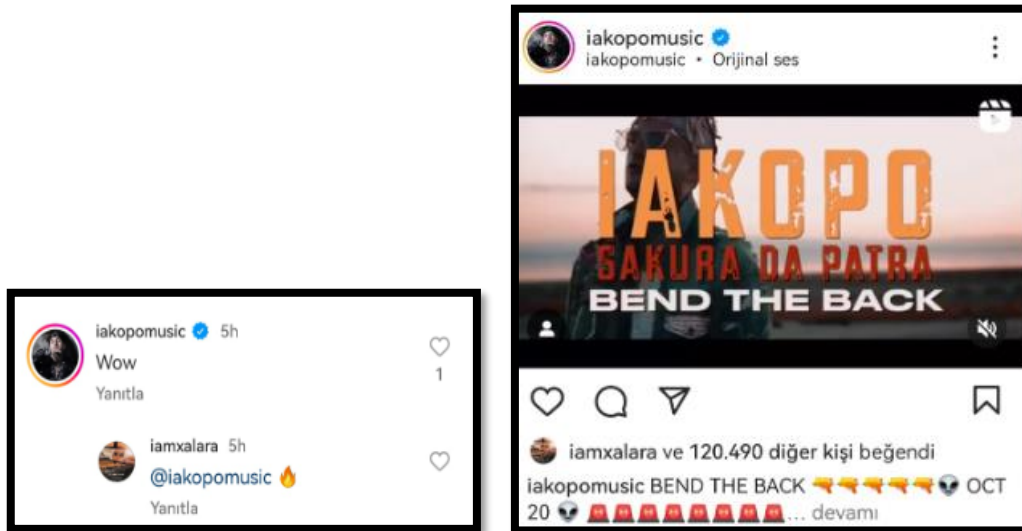 iakopomusic 5h
Wow
Yanıtla
1
iamxalara 5h
@iakopomusic 🔥
Yanıtla
iakopomusic
iakopomusic • Orijinal ses
IAKOPO
SAKURA DA PATRA
BEND THE BACK
iamxalara ve 120.490 diğer kişi beğendi
iakopomusic BEND THE BACK 🔫🔫🔫🔫🔫👽 OCT
20 👽 🚨🚨🚨🚨🚨🚨🚨🚨... devamı